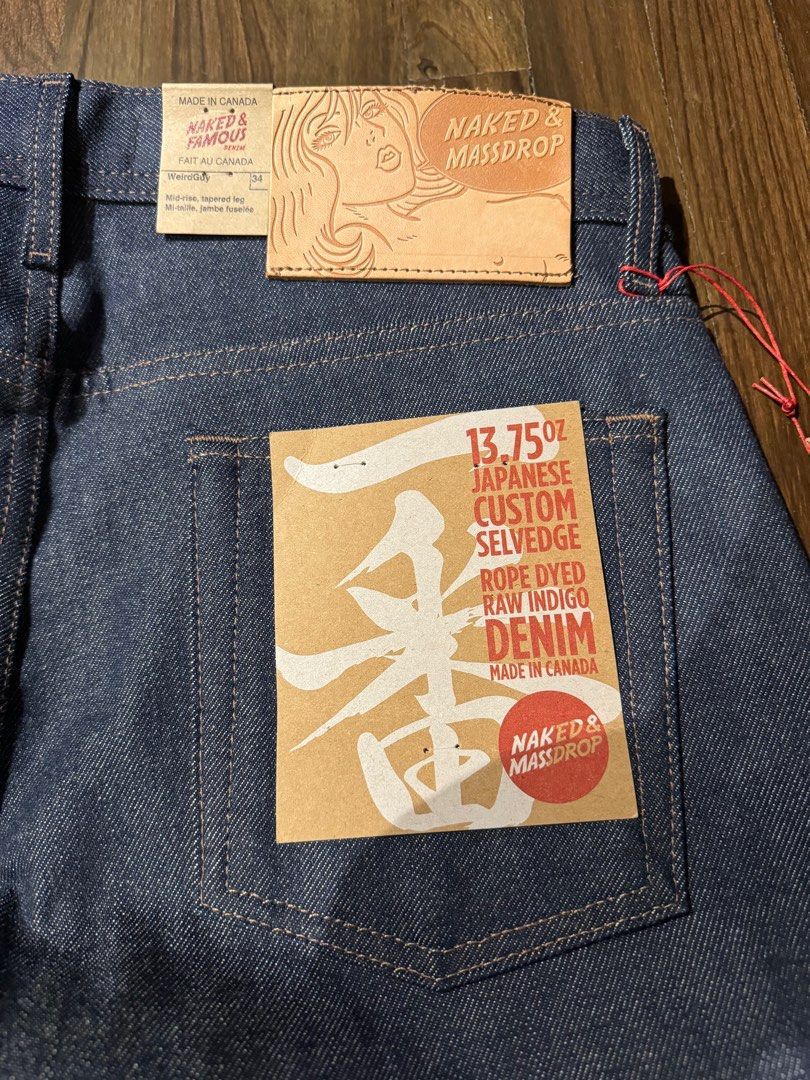 MADE IN CANADA
NAKED &
FAMOUS
DENIM
FAIT AU CANADA
WeirdGuy 34
Mid-rise, tapered leg
Mi-taille, jambe fuselée
NAKED &
MASSDROP
一番
13.75OZ
JAPANESE
CUSTOM
SELVEDGE
ROPE DYED
RAW INDIGO
DENIM
MADE IN CANADA
NAKED &
MASSDROP